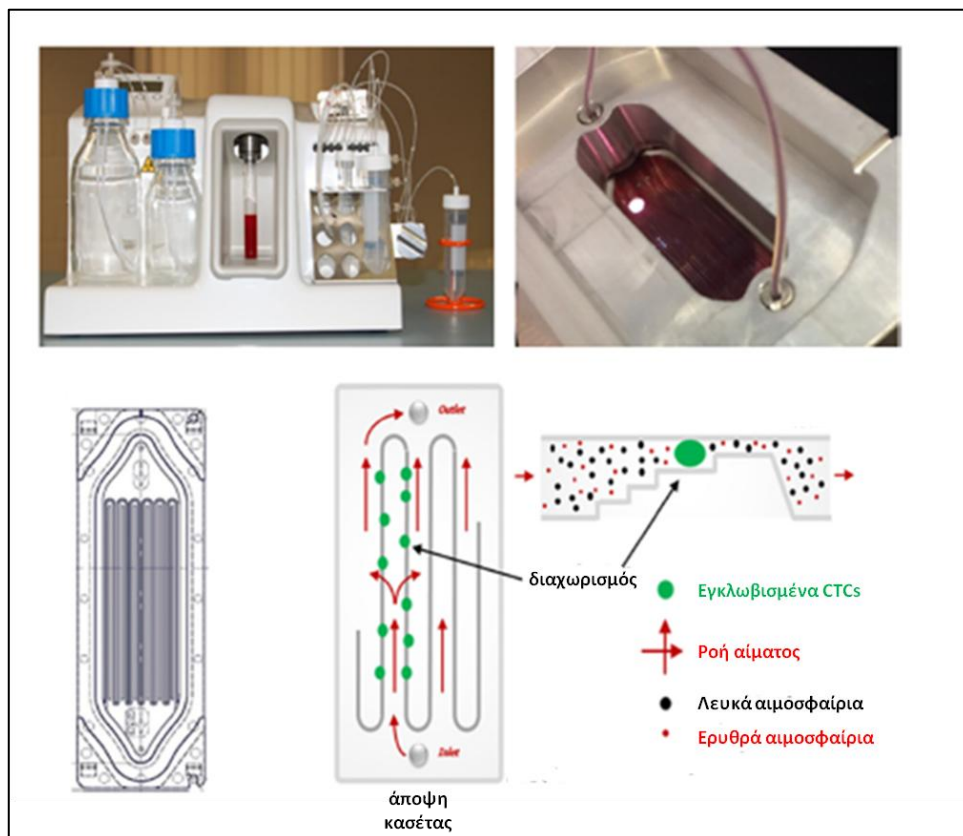 Outlet
διαχωρισμός
Εγκλωβισμένα CTCs
Ροή αίματος
Λευκά αιμοσφαίρια
Ερυθρά αιμοσφαίρια
Inlet
άποψη
κασέτας